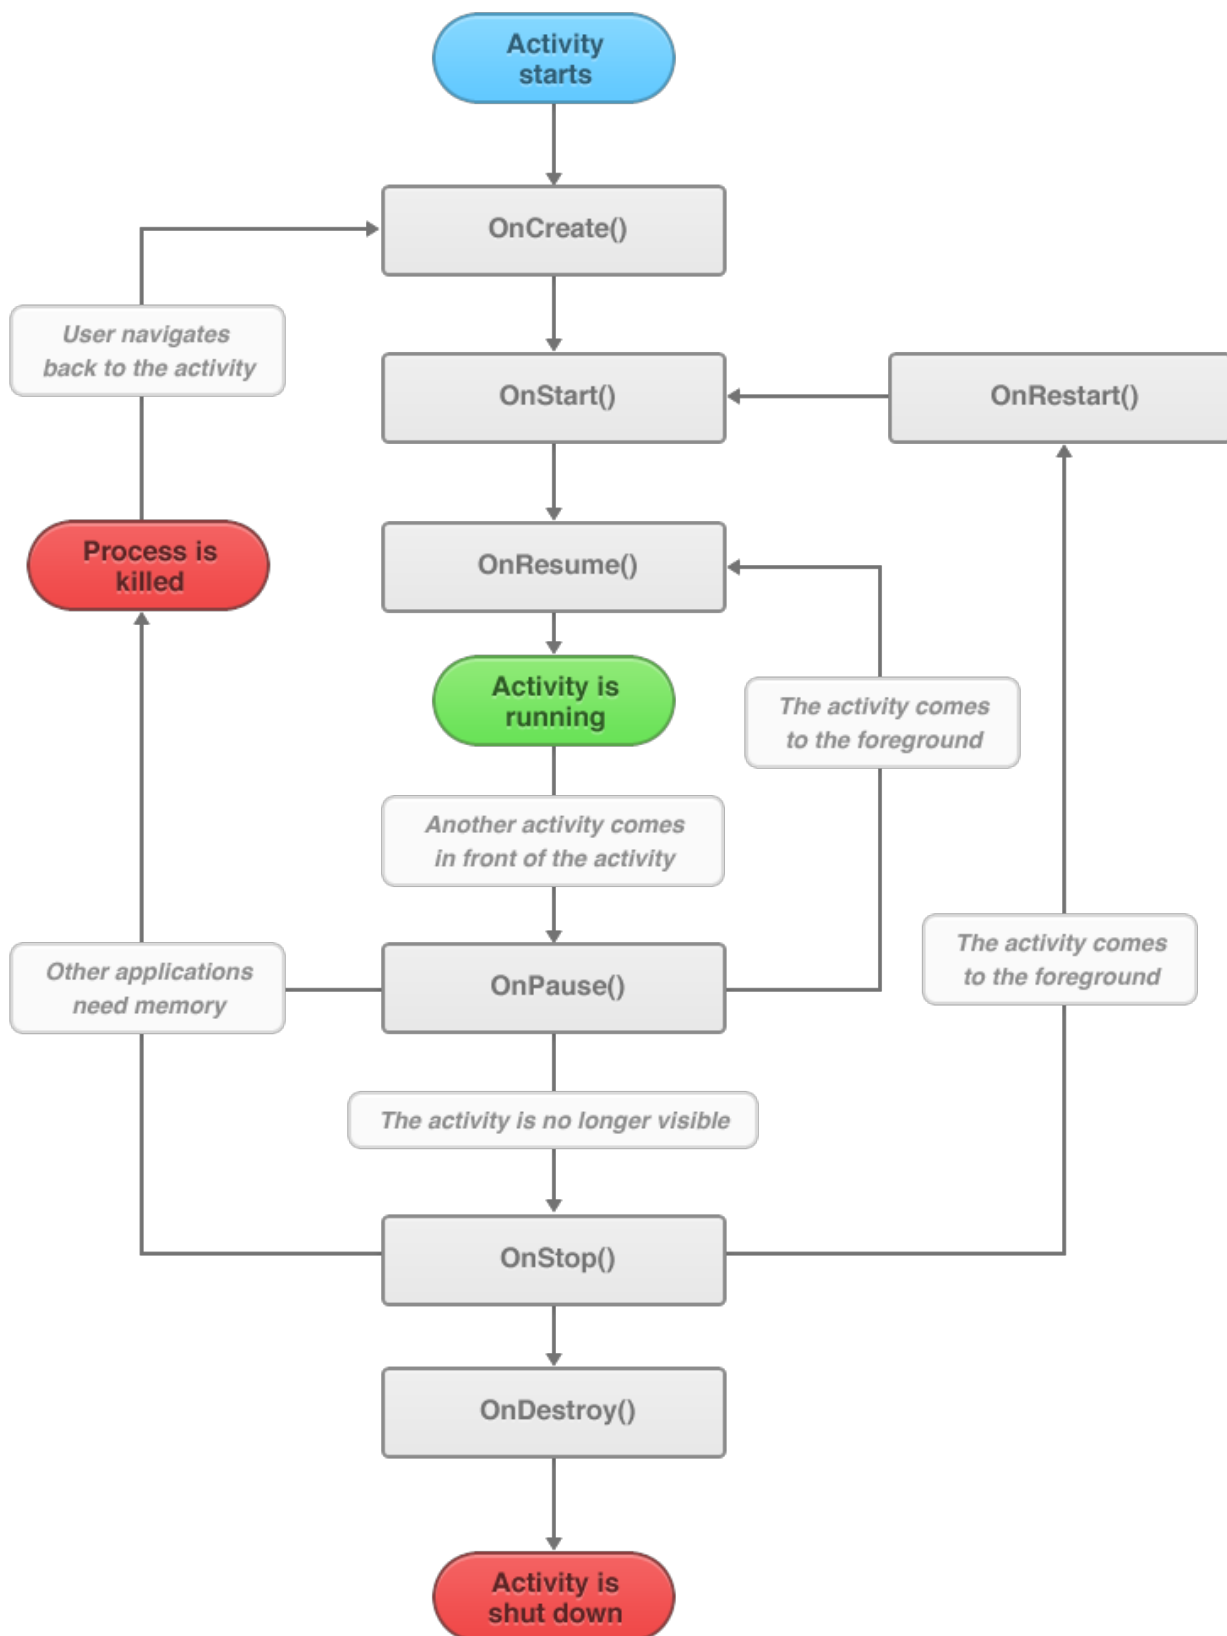 Activity
starts
OnCreate()
User navigates
back to the activity
OnStart()
OnRestart()
Process is
killed
OnResume()
Activity is
running
The activity comes
to the foreground
Another activity comes
in front of the activity
Other applications
need memory
OnPause()
The activity comes
to the foreground
The activity is no longer visible
OnStop()
OnDestroy()
Activity is
shut down